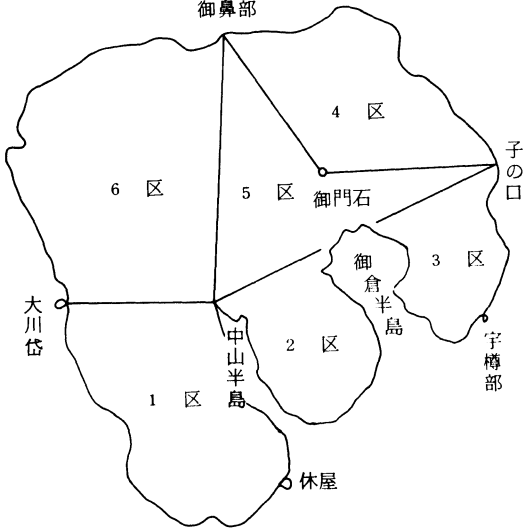 御鼻部
4 区
子の口
6 区
5 区
御門石
3 区
御倉半島
大川岱
中山半島
2 区
宇樽部
1 区
休屋